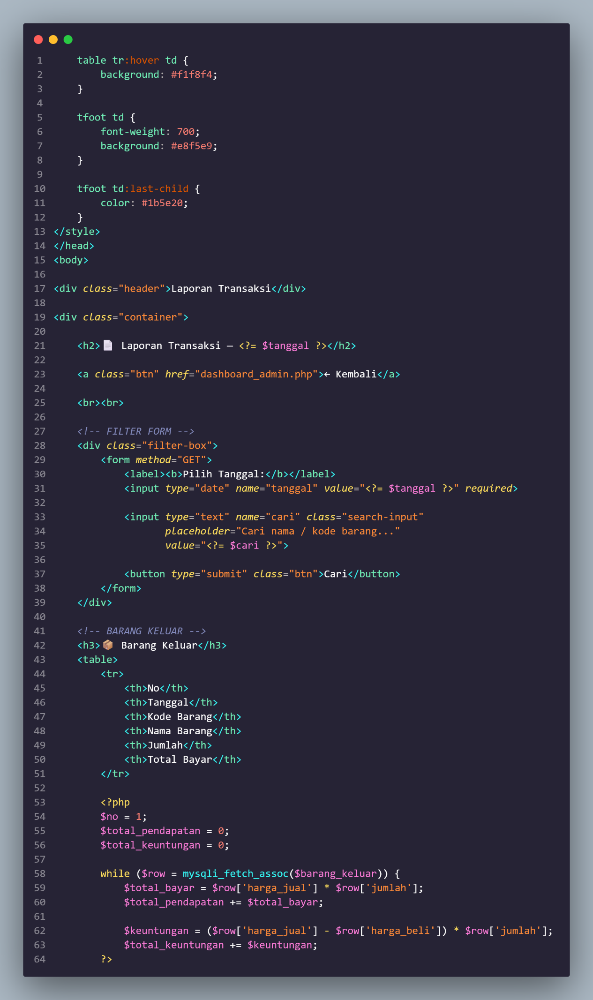 1 table tr:hover td {
2 background: #f1f8f4;
3 }
4
5 tfoot td {
6 font-weight: 700;
7 background: #e8f5e9;
8 }
9
10 tfoot td:last-child {
11 color: #1b5e20;
12 }
13 </style>
14 </head>
15 <body>
16
17 <div class="header">Laporan Transaksi</div>
18
19 <div class="container">
20
21 <h2>📄 Laporan Transaksi — <?= $tanggal ?></h2>
22
23 <a class="btn" href="dashboard_admin.php">← Kembali</a>
24
25 <br><br>
26
27 <!-- FILTER FORM -->
28 <div class="filter-box">
29 <form method="GET">
30 <label><b>Pilih Tanggal:</b></label>
31 <input type="date" name="tanggal" value="<?= $tanggal ?>" required>
32
33 <input type="text" name="cari" class="search-input"
34 placeholder="Cari nama / kode barang..."
35 value="<?= $cari ?>">
36
37 <button type="submit" class="btn">Cari</button>
38 </form>
39 </div>
40
41 <!-- BARANG KELUAR -->
42 <h3>📦 Barang Keluar</h3>
43 <table>
44 <tr>
45 <th>No</th>
46 <th>Tanggal</th>
47 <th>Kode Barang</th>
48 <th>Nama Barang</th>
49 <th>Jumlah</th>
50 <th>Total Bayar</th>
51 </tr>
52
53 <?php
54 $no = 1;
55 $total_pendapatan = 0;
56 $total_keuntungan = 0;
57
58 while ($row = mysqli_fetch_assoc($barang_keluar)) {
59 $total_bayar = $row['harga_jual'] * $row['jumlah'];
60 $total_pendapatan += $total_bayar;
61
62 $keuntungan = ($row['harga_jual'] - $row['harga_beli']) * $row['jumlah'];
63 $total_keuntungan += $keuntungan;
64 ?>